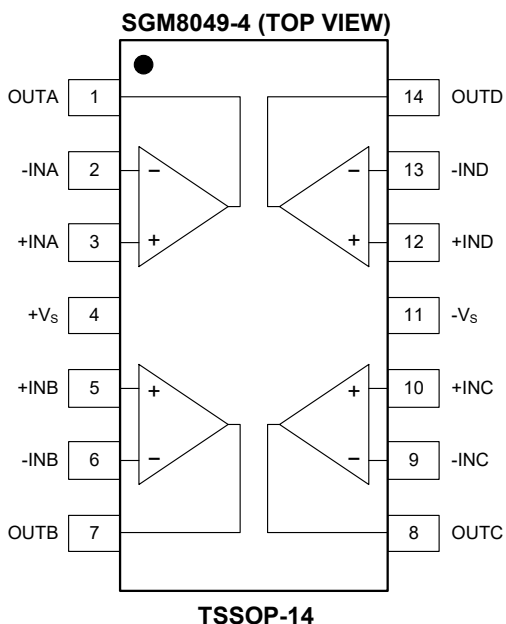 SGM8049-4 (TOP VIEW)
OUTA 1 14 OUTD
-INA 2 − − 13 -IND
+INA 3 + + 12 +IND
+VS 4 11 -VS
+INB 5 + + 10 +INC
-INB 6 − − 9 -INC
OUTB 7 8 OUTC
TSSOP-14